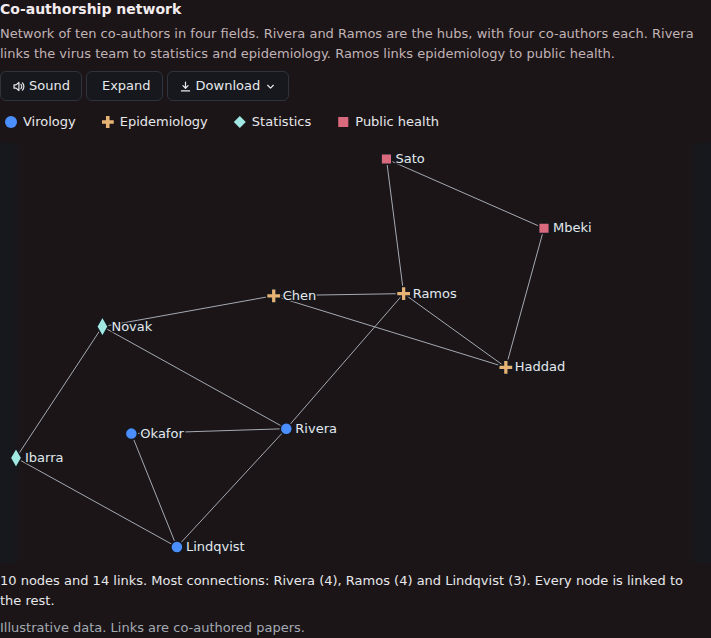 Co-authorship network
Network of ten co-authors in four fields. Rivera and Ramos are the hubs, with four co-authors each. Rivera
links the virus team to statistics and epidemiology. Ramos links epidemiology to public health.
Sound Expand Download
Virology Epidemiology Statistics Public health
Sato
Mbeki
Chen Ramos
Novak
Haddad
Okafor Rivera
Ibarra
Lindqvist
10 nodes and 14 links. Most connections: Rivera (4), Ramos (4) and Lindqvist (3). Every node is linked to
the rest.
Illustrative data. Links are co-authored papers.